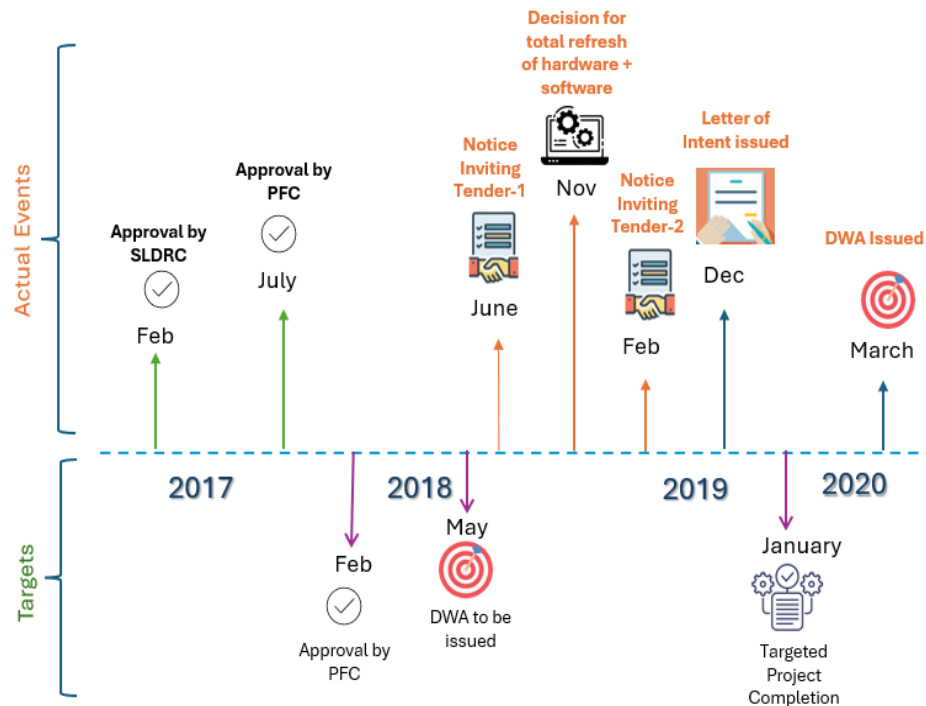 Actual Events
Approval by
SLDRC
Feb
Approval by
PFC
July
Notice
Inviting
Tender-1
June
Decision for
total refresh
of hardware +
software
Nov
Notice
Inviting
Tender-2
Feb
Letter of
Intent issued
Dec
DWA Issued
March
2017
2018
2019
2020
Targets
Feb
Approval by
PFC
May
DWA to be
issued
January
Targeted
Project
Completion